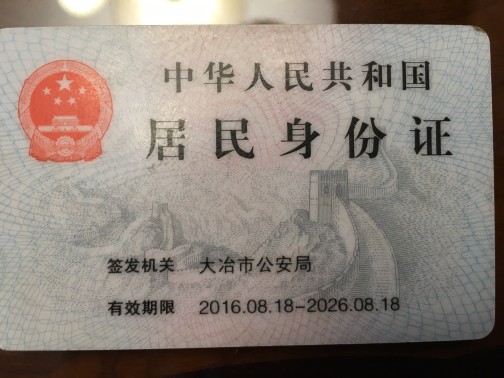 中华人民共和国
居民身份证
签发机关 大冶市公安局
有效期限 2016.08.18-2026.08.18